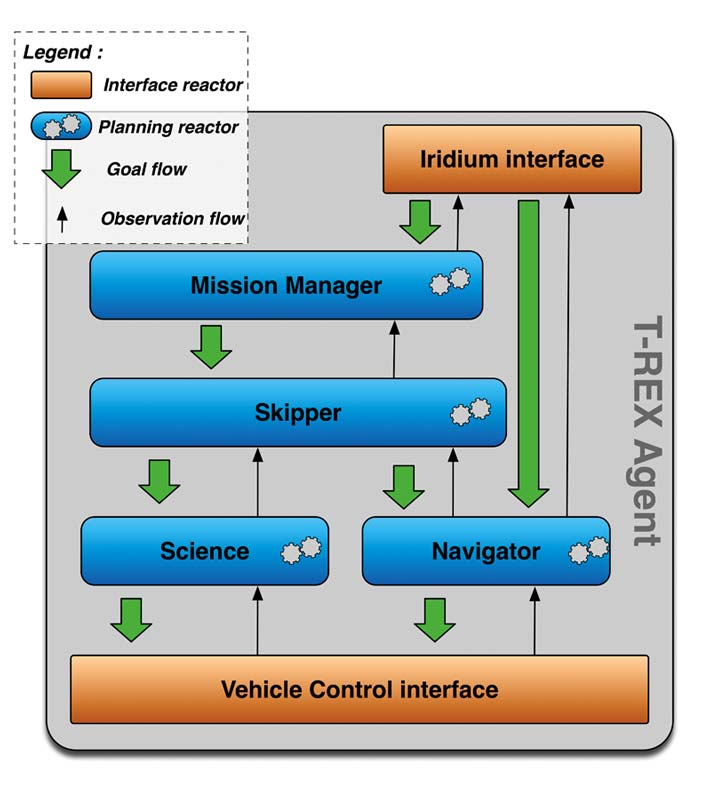 Legend :
Interface reactor
Planning reactor
Goal flow
Observation flow
Iridium interface
Mission Manager
Skipper
T-REX Agent
Science
Navigator
Vehicle Control interface